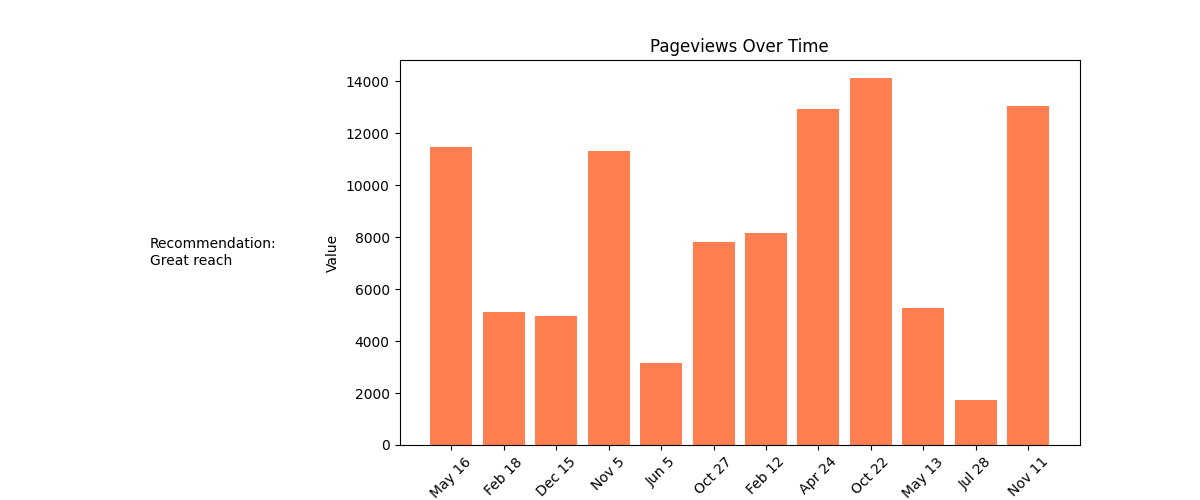 Pageviews Over Time
Recommendation:
Great reach
Value
14000
12000
10000
8000
6000
4000
2000
0
May 16
Feb 18
Dec 15
Nov 5
Jun 5
Oct 27
Feb 12
Apr 24
Oct 22
May 13
Jul 28
Nov 11